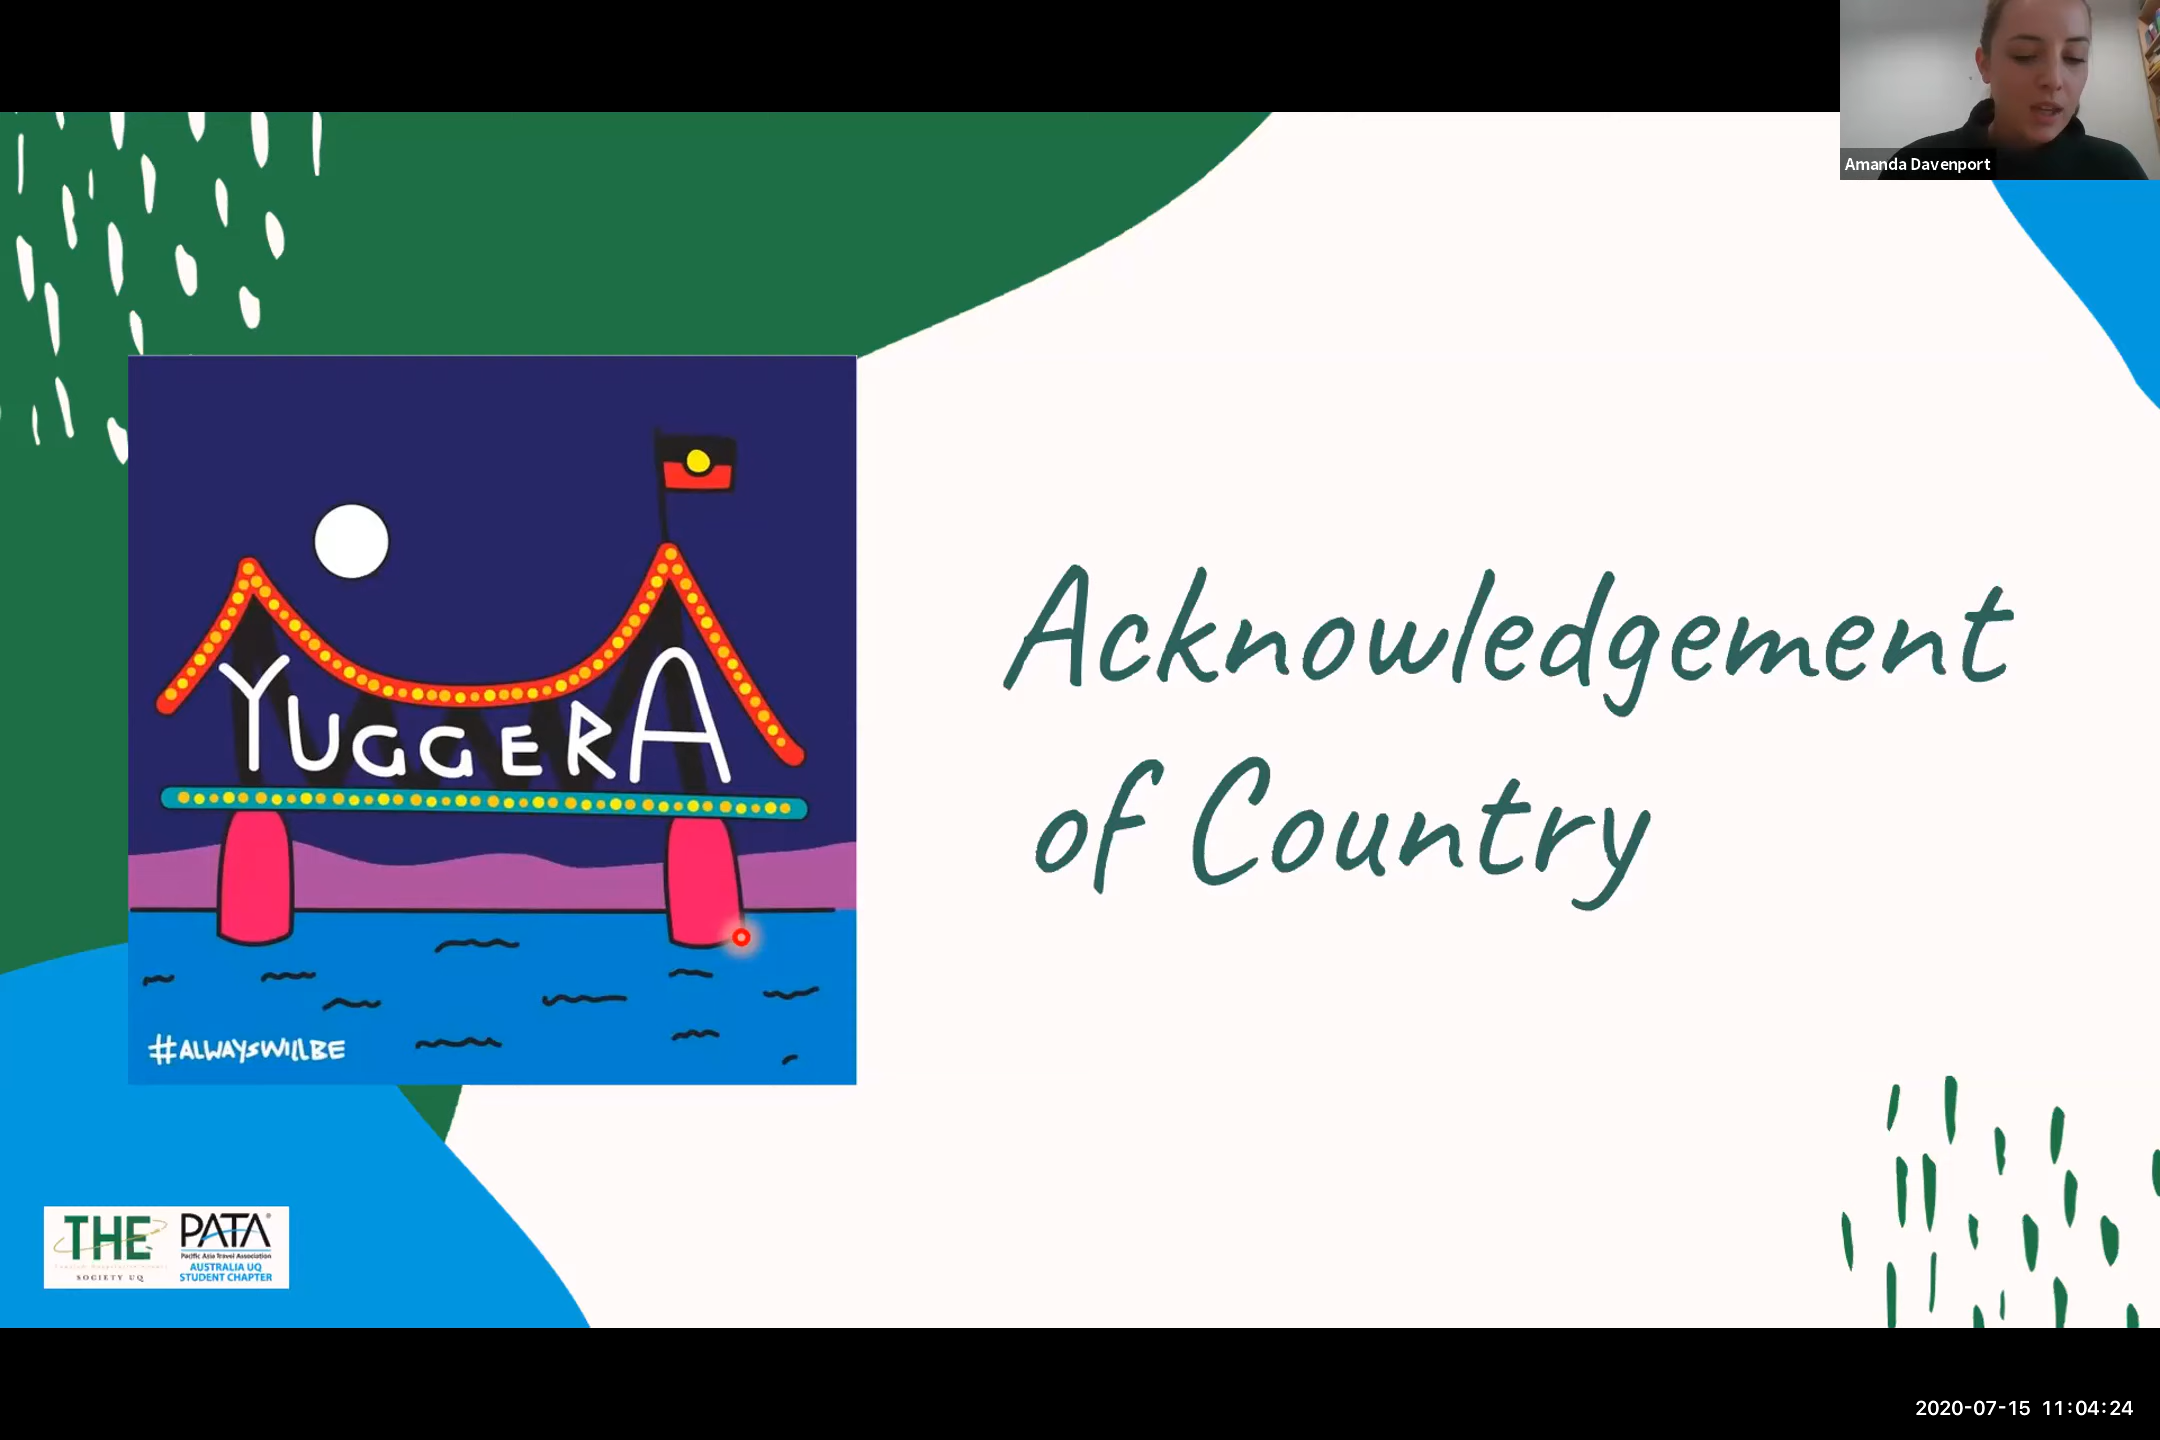 Amanda Davenport
YUGGERA
#ALWAYSWILLBE
Acknowledgement
of Country
THE
SOCIETY UQ
PATA®
Pacific Asia Travel Association
AUSTRALIA UQ
STUDENT CHAPTER
2020-07-15 11:04:24